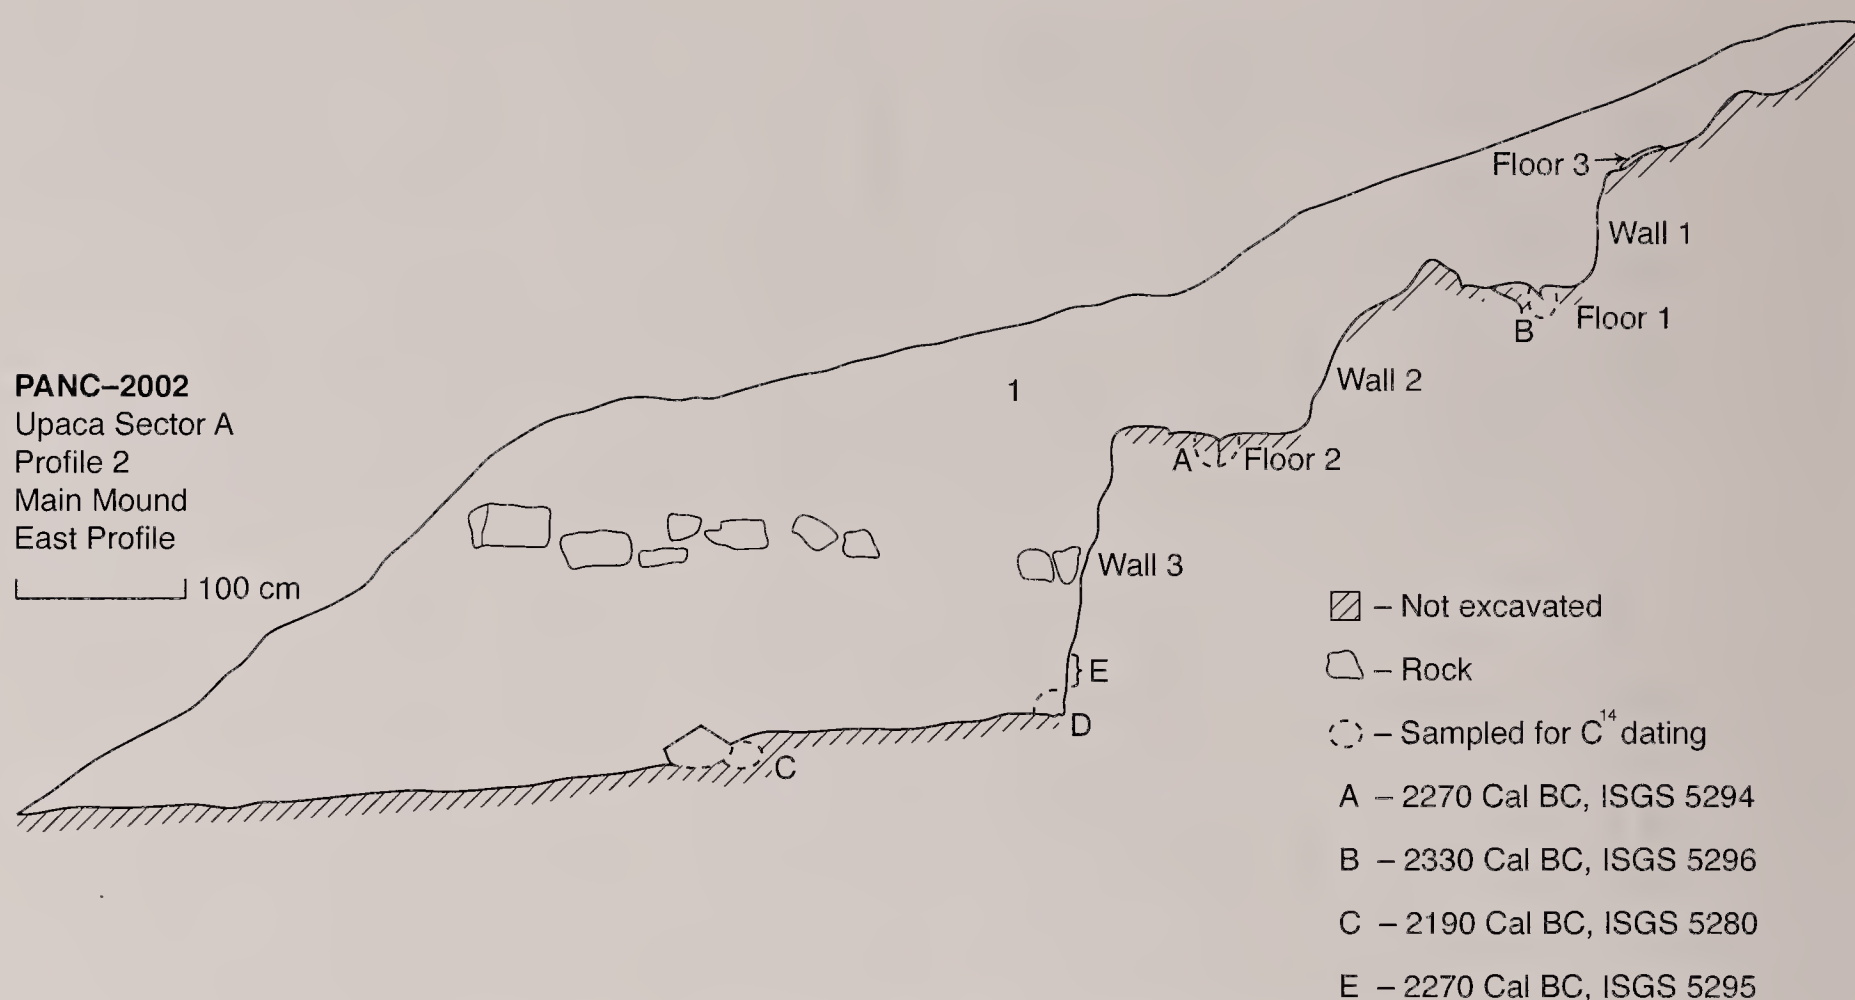 Floor 3
Wall 1
B
Floor 1
PANC–2002
Upaca Sector A
Profile 2
Main Mound
East Profile
100 cm
1
Wall 2
A
Floor 2
Wall 3
E
D
C
– Not excavated
– Rock
– Sampled for C¹⁴ dating
A – 2270 Cal BC, ISGS 5294
B – 2330 Cal BC, ISGS 5296
C – 2190 Cal BC, ISGS 5280
E – 2270 Cal BC, ISGS 5295